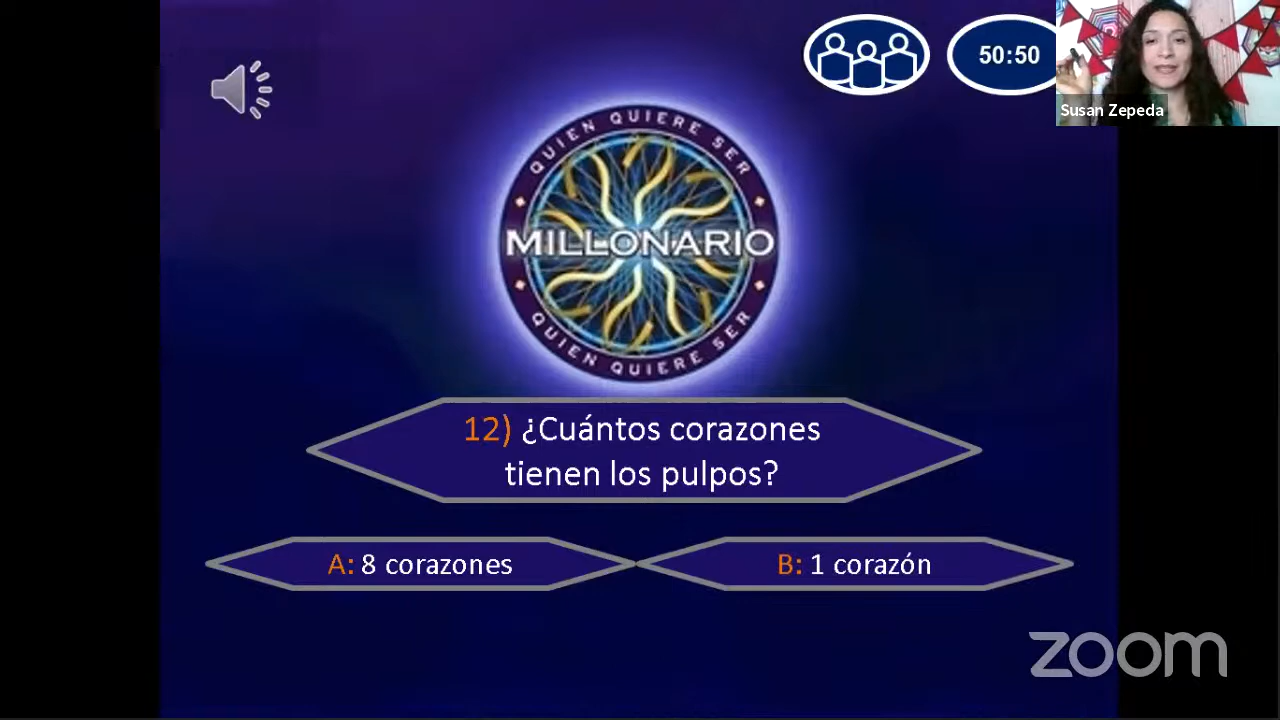 50:50
Susan Zepeda
QUIEN QUIERE SER
MILLONARIO
QUIEN QUIERE SER
12) ¿Cuántos corazones
tienen los pulpos?
A: 8 corazones
B: 1 corazón
zoom